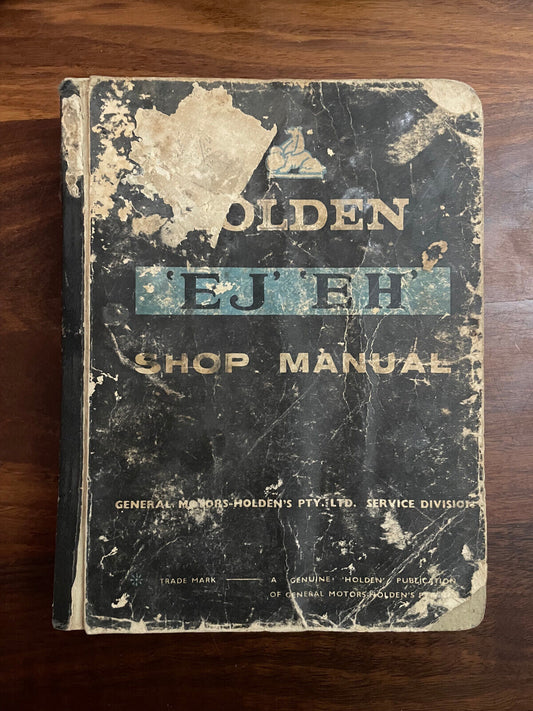 HOLDEN
'EJ' 'EH'
SHOP MANUAL
GENERAL MOTORS-HOLDEN'S PTY. LTD. SERVICE DIVISION
* TRADE MARK —— A GENUINE 'HOLDEN' PUBLICATION
OF GENERAL MOTORS-HOLDEN'S